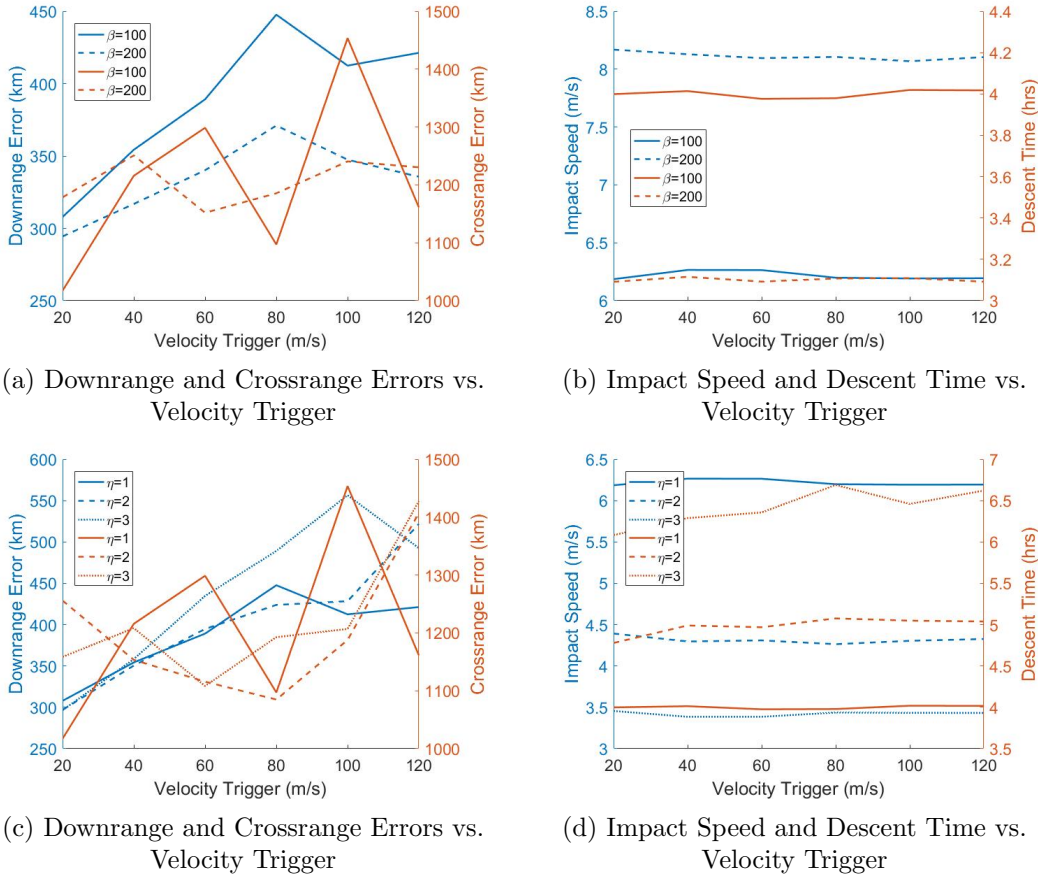 450
400
350
300
250
Downrange Error (km)
β=100
β=200
β=100
β=200
1500
1400
1300
1200
1100
1000
Crossrange Error (km)
20 40 60 80 100 120
Velocity Trigger (m/s)
(a) Downrange and Crossrange Errors vs.
Velocity Trigger
8.5
8
7.5
7
6.5
6
Impact Speed (m/s)
β=100
β=200
β=100
β=200
4.4
4.2
4
3.8
3.6
3.4
3.2
3
Descent Time (hrs)
20 40 60 80 100 120
Velocity Trigger (m/s)
(b) Impact Speed and Descent Time vs.
Velocity Trigger
600
550
500
450
400
350
300
250
Downrange Error (km)
η=1
η=2
η=3
η=1
η=2
η=3
1500
1400
1300
1200
1100
1000
Crossrange Error (km)
20 40 60 80 100 120
Velocity Trigger (m/s)
(c) Downrange and Crossrange Errors vs.
Velocity Trigger
6.5
6
5.5
5
4.5
4
3.5
3
Impact Speed (m/s)
η=1
η=2
η=3
η=1
η=2
η=3
7
6.5
6
5.5
5
4.5
4
3.5
Descent Time (hrs)
20 40 60 80 100 120
Velocity Trigger (m/s)
(d) Impact Speed and Descent Time vs.
Velocity Trigger